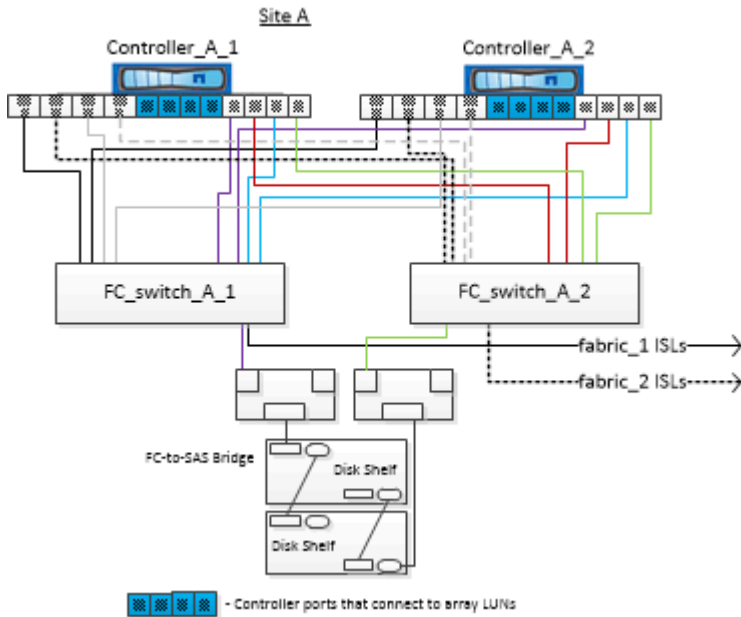 Site A
Controller_A_1
Controller_A_2
FC_switch_A_1
FC_switch_A_2
fabric_1 ISLs
fabric_2 ISLs
FC-to-SAS Bridge
Disk Shelf
Disk Shelf
- Controller ports that connect to array LUNs